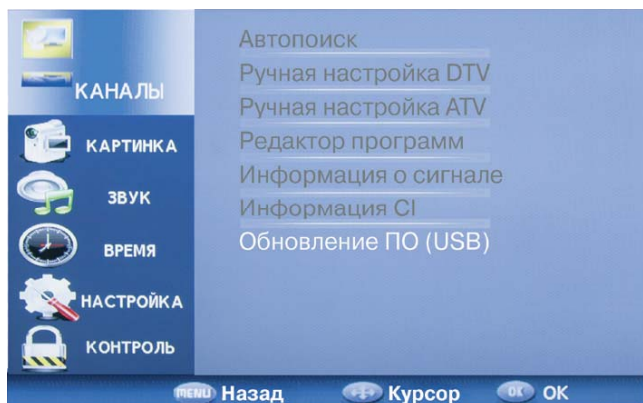 КАНАЛЫ
КАРТИНКА
ЗВУК
ВРЕМЯ
НАСТРОЙКА
КОНТРОЛЬ
Автопоиск
Ручная настройка DTV
Ручная настройка ATV
Редактор программ
Информация о сигнале
Информация CI
Обновление ПО (USB)
MENU Назад Курсор OK OK